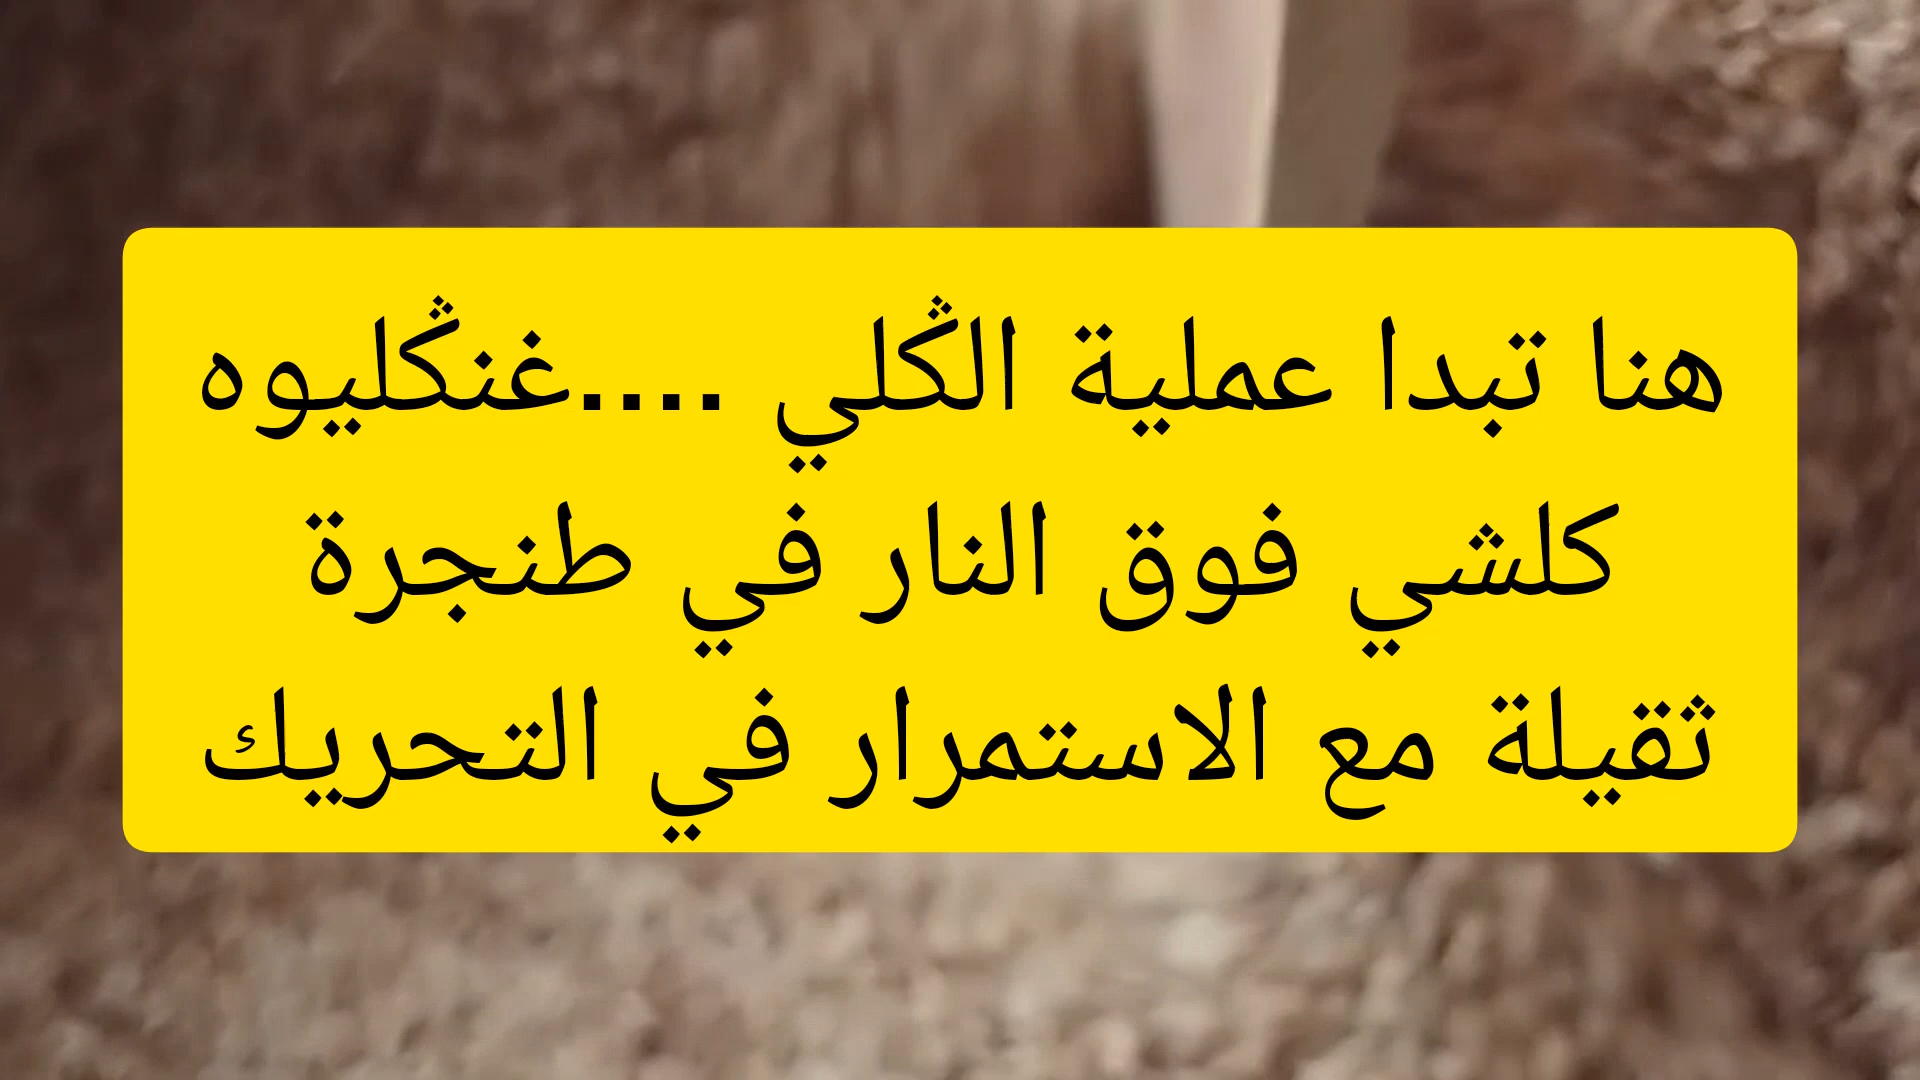 هنا تبدا عملية الڭلي ....غنڭليوه
كلشي فوق النار في طنجرة
ثقيلة مع الاستمرار في التحريك